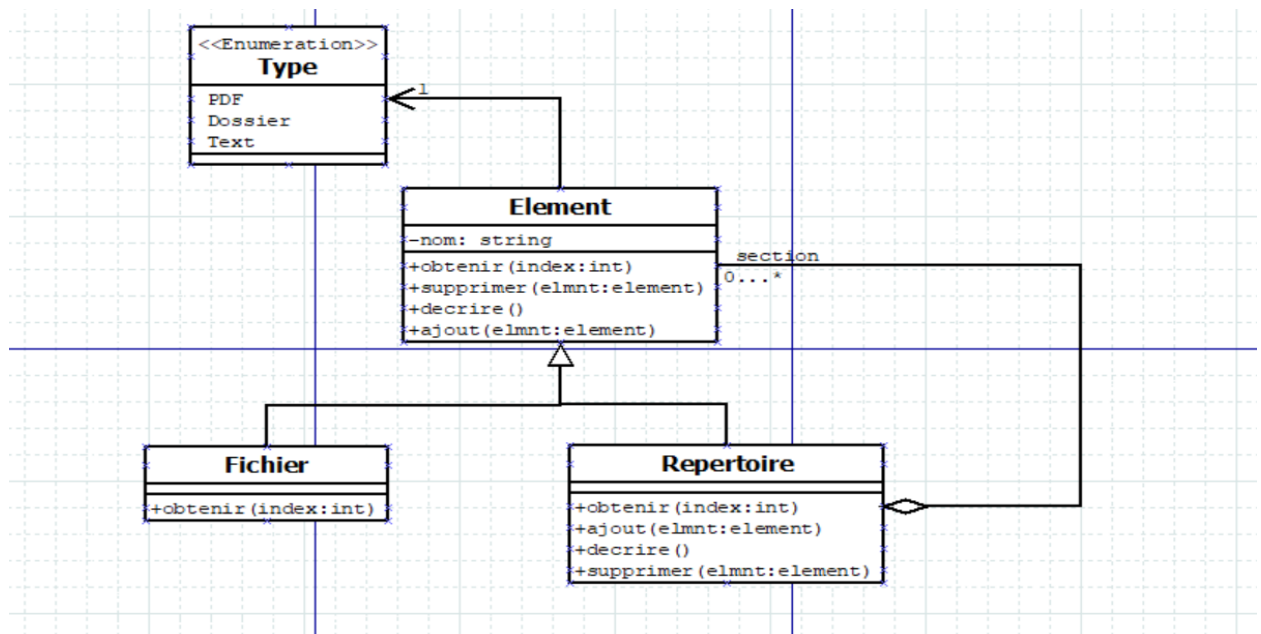 <<Enumeration>>
Type
PDF
Dossier
Text
1
Element
-nom: string
+obtenir(index:int)
+supprimer(elmnt:element)
+decrire()
+ajout(elmnt:element)
section
0...*
Fichier
+obtenir(index:int)
Repertoire
+obtenir(index:int)
+ajout(elmnt:element)
+decrire()
+supprimer(elmnt:element)